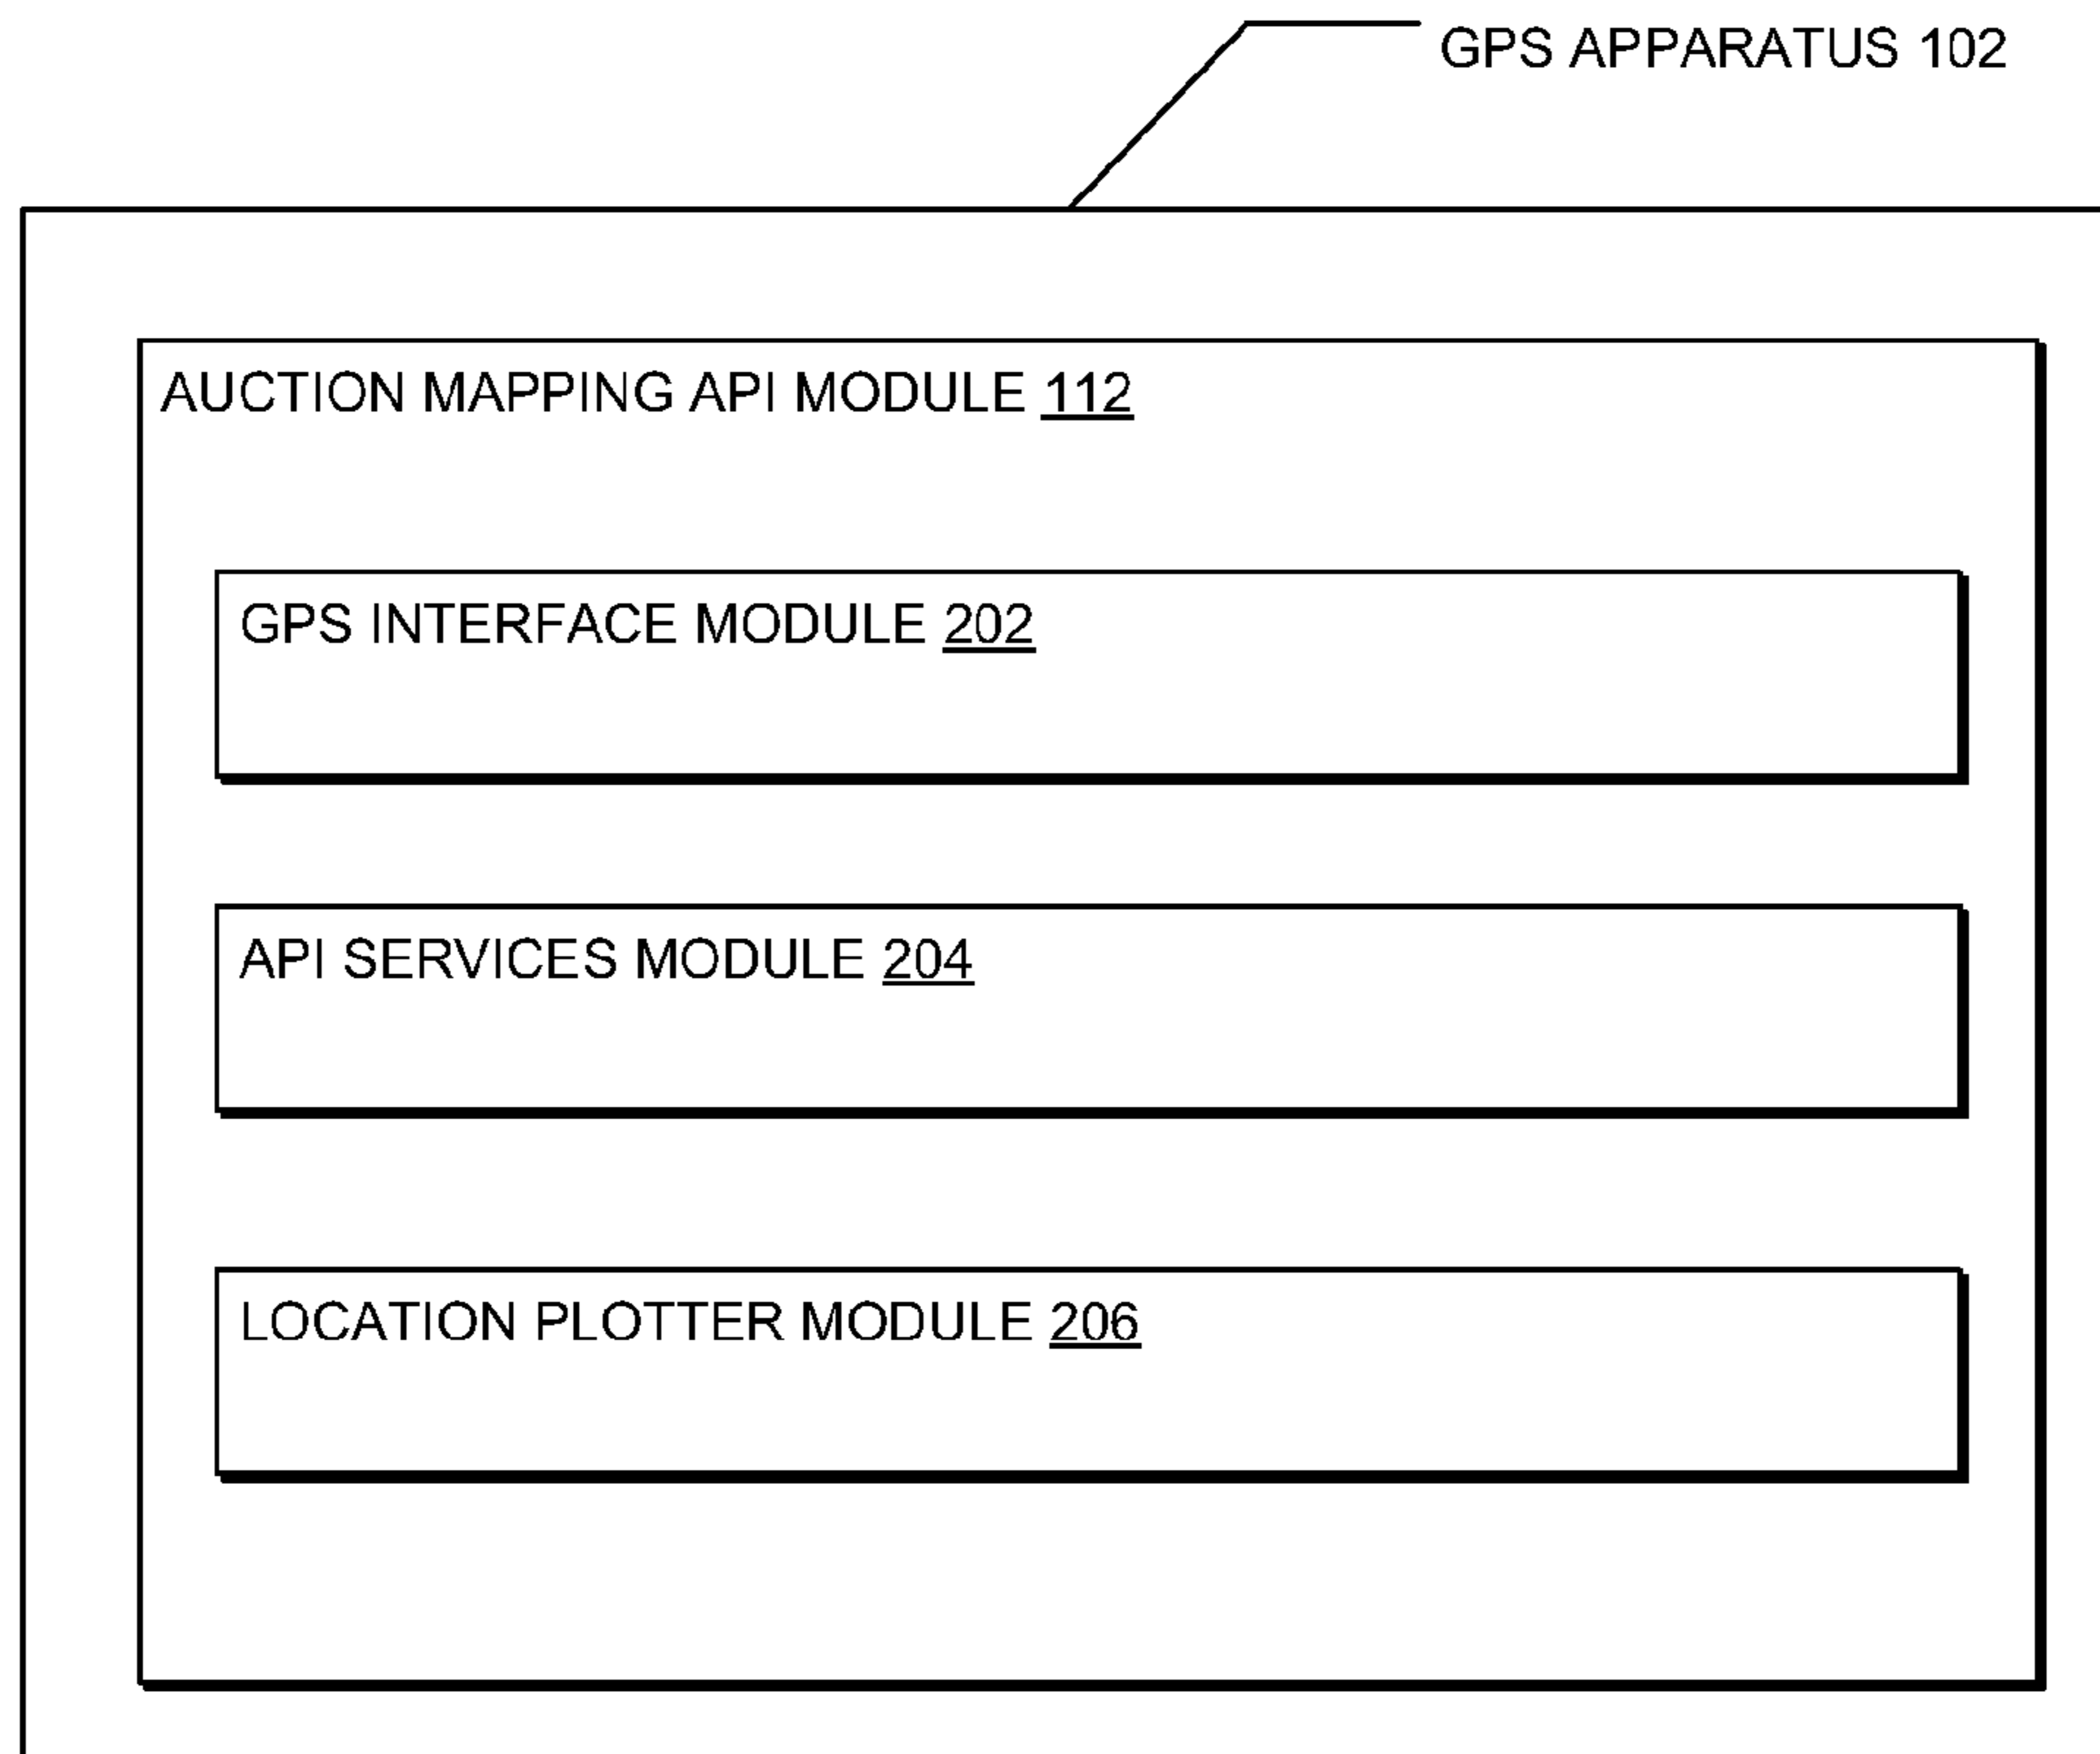 GPS APPARATUS 102
AUCTION MAPPING API MODULE 112
GPS INTERFACE MODULE 202
API SERVICES MODULE 204
LOCATION PLOTTER MODULE 206